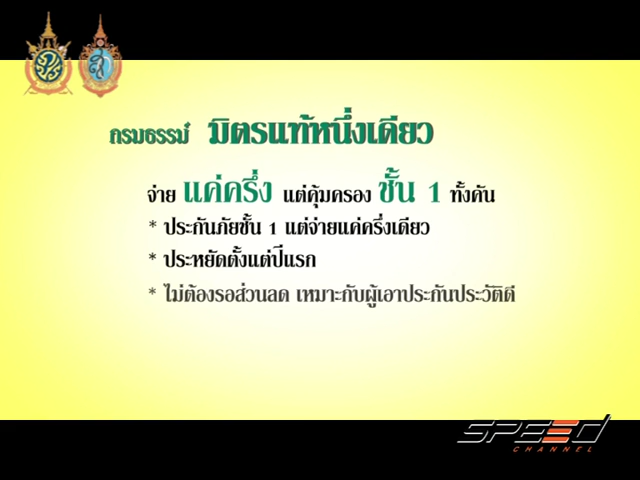 กรมธรรม์ มิตรแท้หนึ่งเดียว
จ่าย แค่ครึ่ง แต่คุ้มครอง ชั้น 1 ทั้งคัน
* ประกันภัยชั้น 1 แต่จ่ายแค่ครึ่งเดียว
* ประหยัดตั้งแต่ปีแรก
* ไม่ต้องรอส่วนลด เหมาะกับผู้เอาประกันประวัติดี
SPEED
CHANNEL